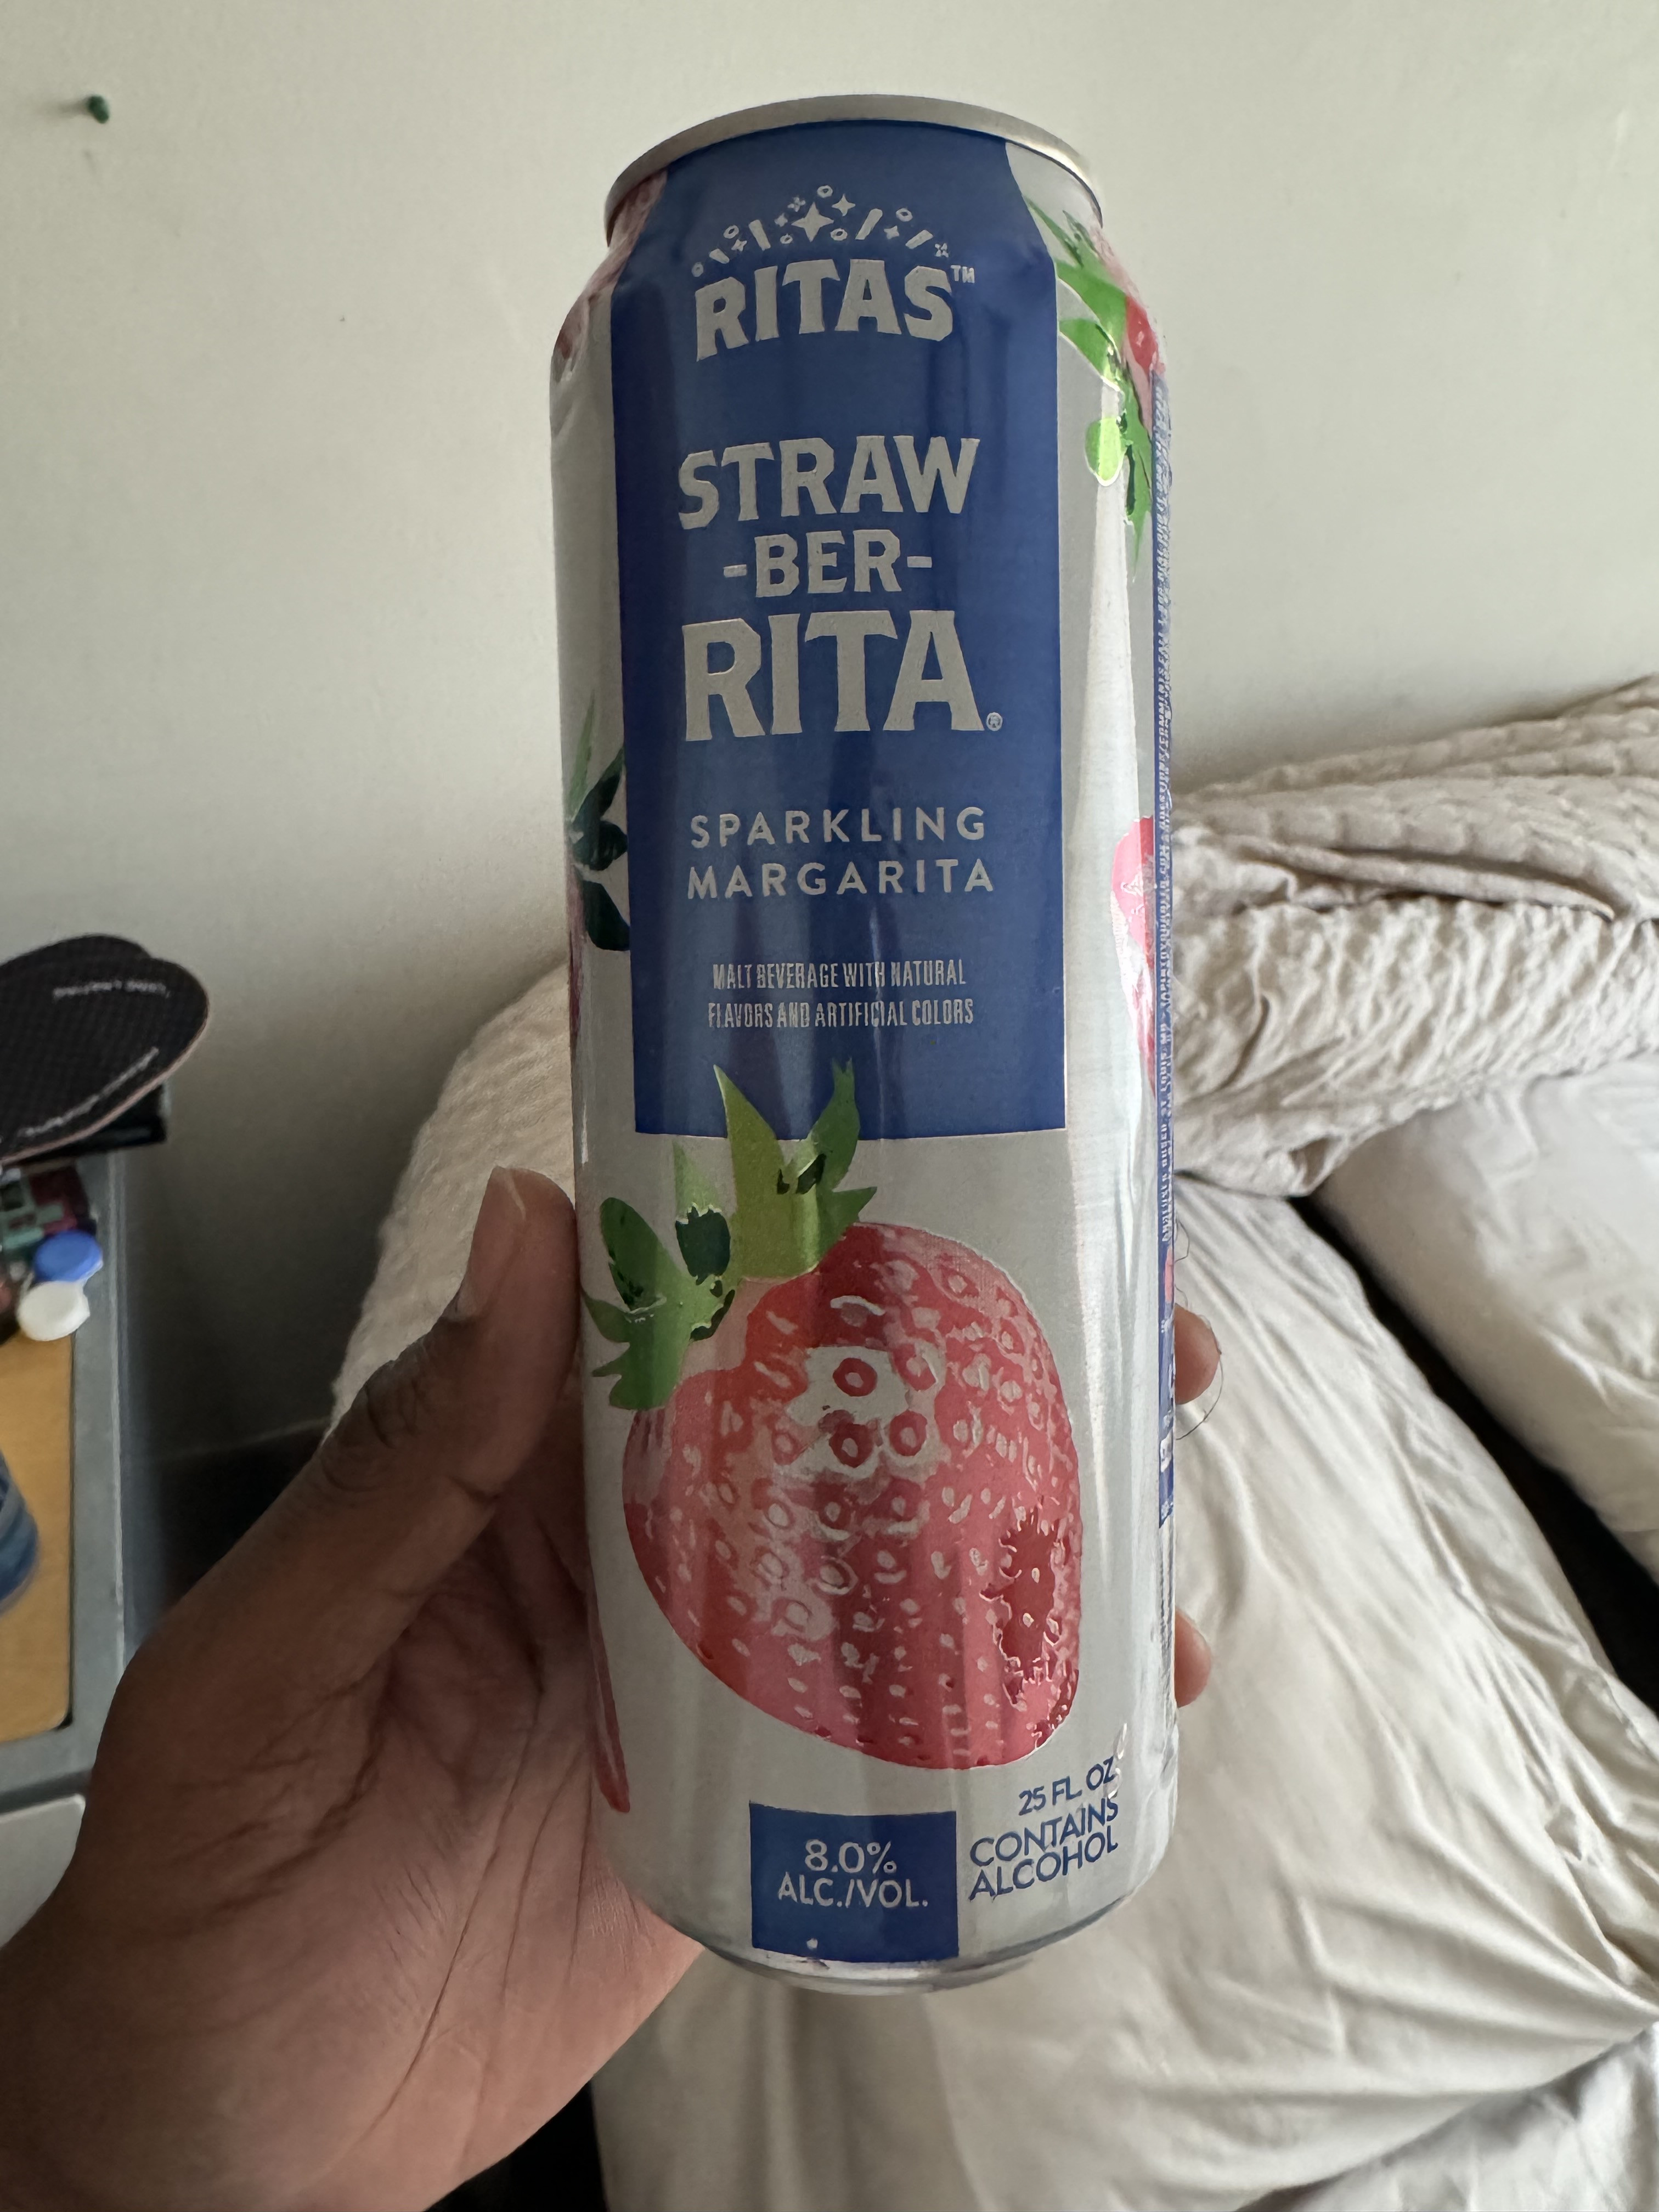 RITAS™
STRAW
-BER-
RITA®
SPARKLING
MARGARITA
MALT BEVERAGE WITH NATURAL
FLAVORS AND ARTIFICIAL COLORS
25 FL OZ
CONTAINS
ALCOHOL
8.0%
ALC./VOL.